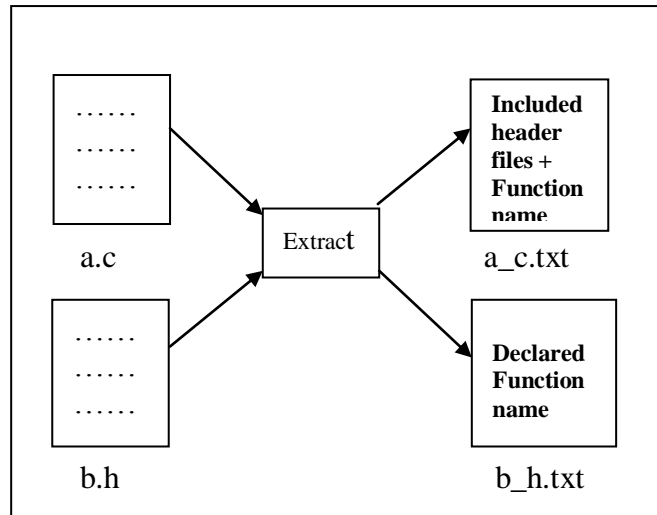 ......
......
......
a.c
......
......
......
b.h
Extract
Included
header
files +
Function
name
a_c.txt
Declared
Function
name
b_h.txt